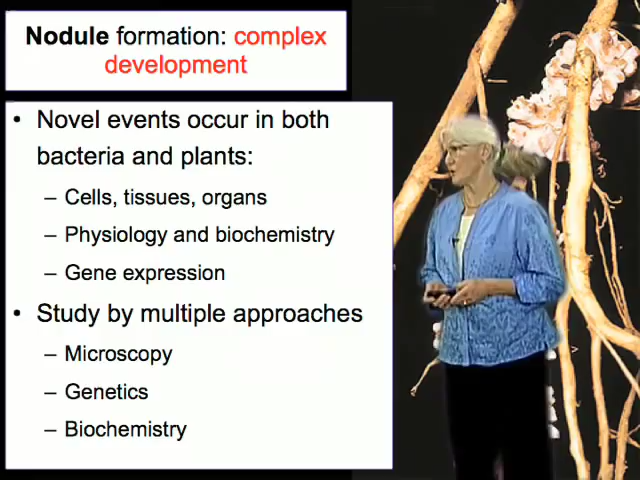 Nodule formation: complex
development
• Novel events occur in both
bacteria and plants:
– Cells, tissues, organs
– Physiology and biochemistry
– Gene expression
• Study by multiple approaches
– Microscopy
– Genetics
– Biochemistry